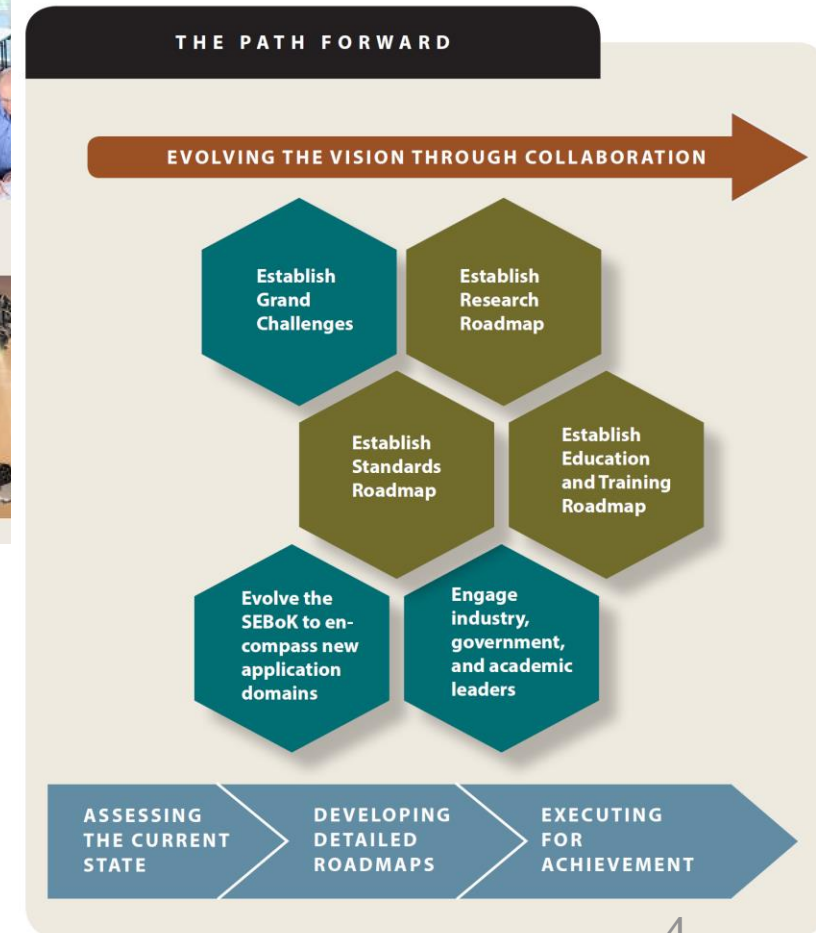 THE PATH FORWARD
EVOLVING THE VISION THROUGH COLLABORATION
Establish
Grand
Challenges
Establish
Research
Roadmap
Establish
Standards
Roadmap
Establish
Education
and Training
Roadmap
Evolve the
SEBoK to en-
compass new
application
domains
Engage
industry,
government,
and academic
leaders
ASSESSING
THE CURRENT
STATE
DEVELOPING
DETAILED
ROADMAPS
EXECUTING
FOR
ACHIEVEMENT
4